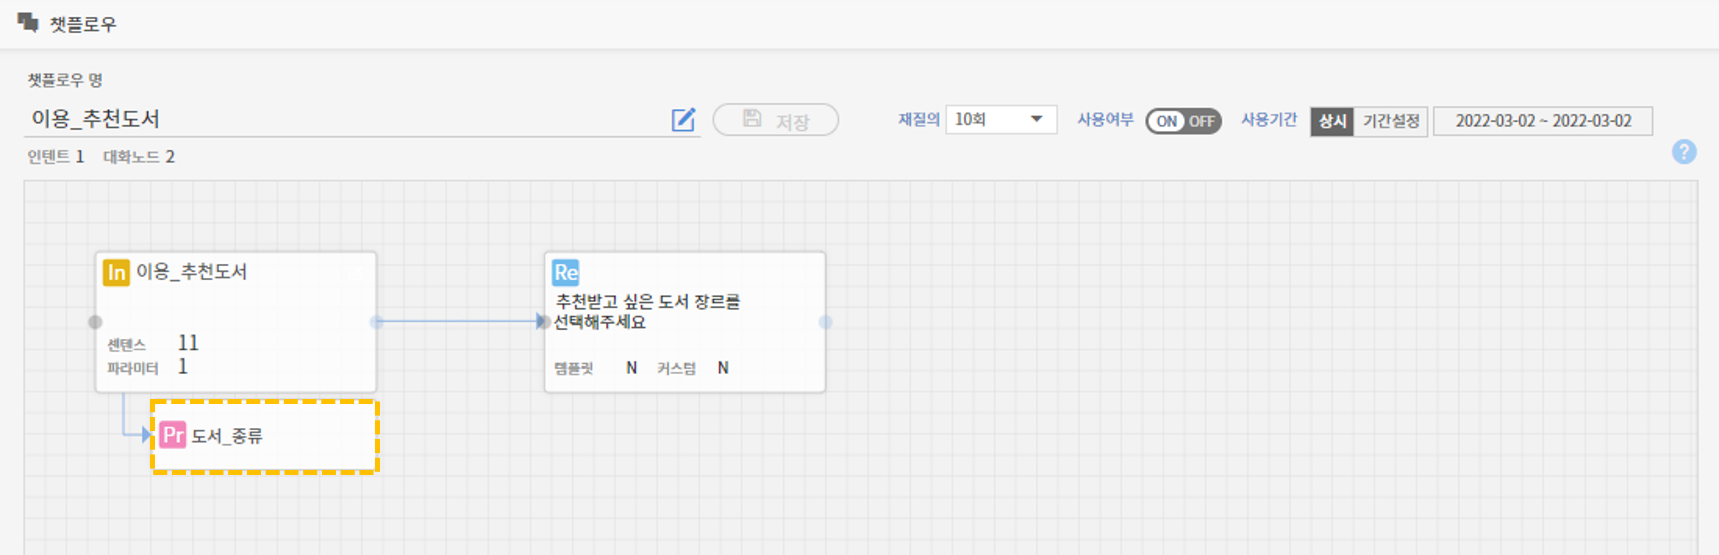 챗플로우
챗플로우 명
이용_추천도서
저장
재질의 10회 사용여부 ON OFF 사용기간 상시 기간설정 2022-03-02 ~ 2022-03-02
인텐트 1 대화노드 2
?
In 이용_추천도서
센텐스 11
파라미터 1
Re
추천받고 싶은 도서 장르를
선택해주세요
템플릿 N 커스텀 N
Pr 도서_종류